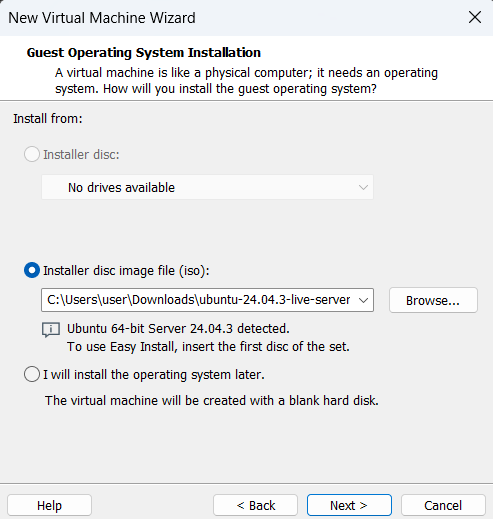 New Virtual Machine Wizard
Guest Operating System Installation
A virtual machine is like a physical computer; it needs an operating
system. How will you install the guest operating system?
Install from:
Installer disc:
No drives available
Installer disc image file (iso):
C:\Users\user\Downloads\ubuntu-24.04.3-live-server
Browse...
Ubuntu 64-bit Server 24.04.3 detected.
To use Easy Install, insert the first disc of the set.
I will install the operating system later.
The virtual machine will be created with a blank hard disk.
Help
< Back
Next >
Cancel